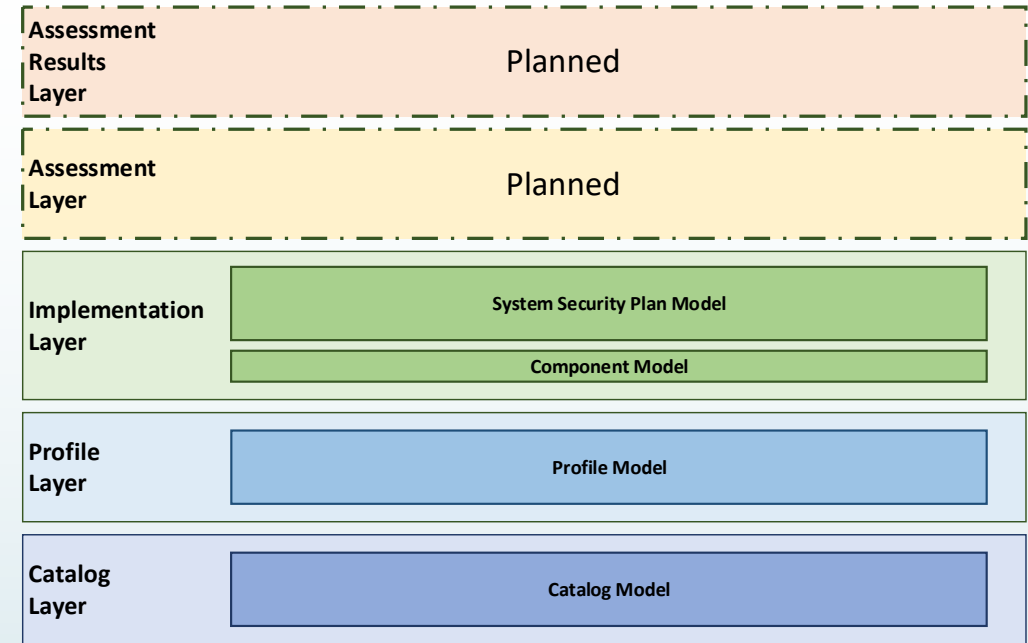 Assessment
Results
Layer
Planned
Assessment
Layer
Planned
Implementation
Layer
System Security Plan Model
Component Model
Profile
Layer
Profile Model
Catalog
Layer
Catalog Model